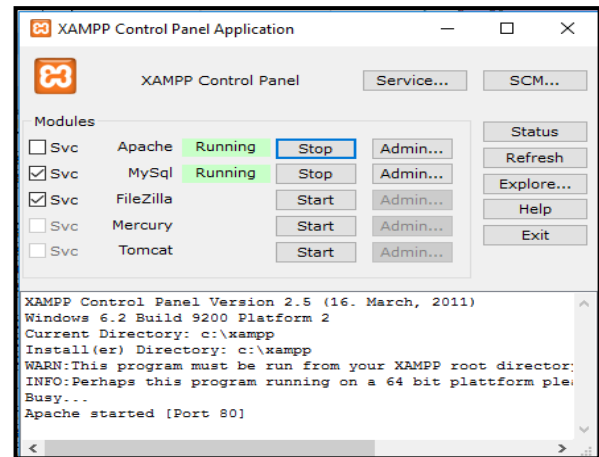 XAMPP Control Panel Application
XAMPP Control Panel Service... SCM...
Modules
Svc Apache Running Stop Admin...
Svc MySql Running Stop Admin...
Svc FileZilla Start Admin...
Svc Mercury Start Admin...
Svc Tomcat Start Admin...
Status
Refresh
Explore...
Help
Exit
XAMPP Control Panel Version 2.5 (16. March, 2011)
Windows 6.2 Build 9200 Platform 2
Current Directory: c:\xampp
Install(er) Directory: c:\xampp
WARN:This program must be run from your XAMPP root director
INFO:Perhaps this program running on a 64 bit plattform ple
Busy...
Apache started [Port 80]